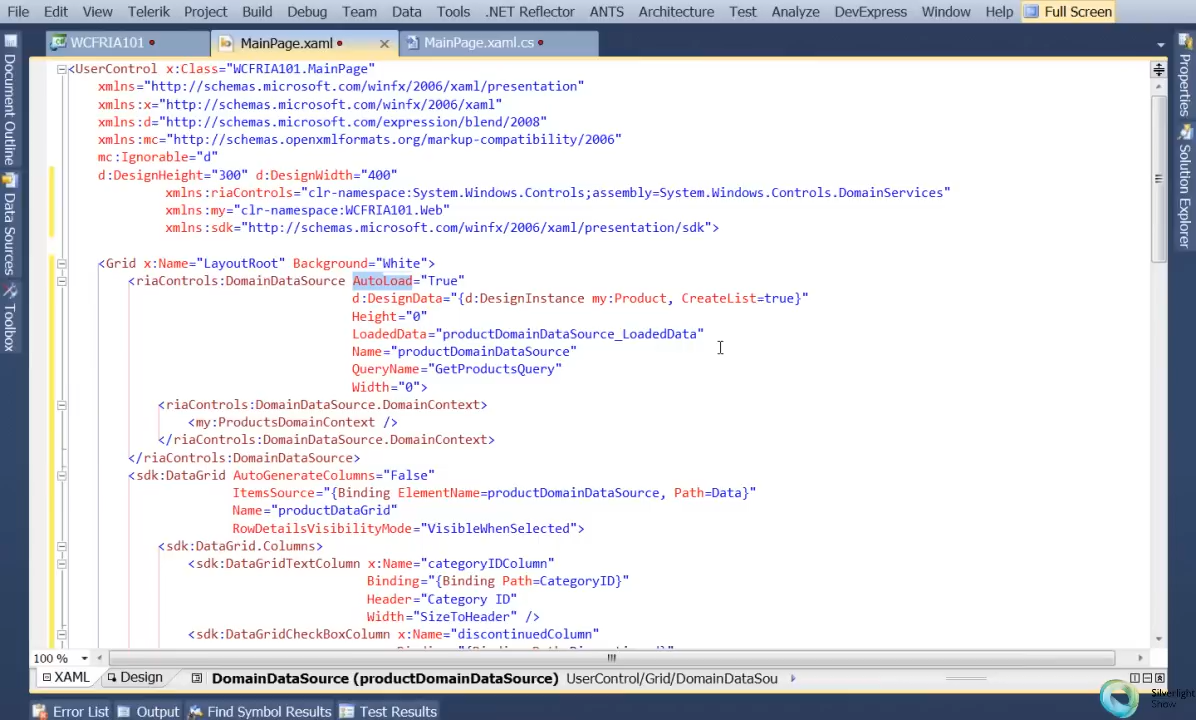 File Edit View Telerik Project Build Debug Team Data Tools .NET Reflector ANTS Architecture Test Analyze DevExpress Window Help Full Screen
WCFRIA101 MainPage.xaml MainPage.xaml.cs
Document Outline
Data Sources
Toolbox
<UserControl x:Class="WCFRIA101.MainPage"
xmlns="http://schemas.microsoft.com/winfx/2006/xaml/presentation"
xmlns:x="http://schemas.microsoft.com/winfx/2006/xaml"
xmlns:d="http://schemas.microsoft.com/expression/blend/2008"
xmlns:mc="http://schemas.openxmlformats.org/markup-compatibility/2006"
mc:Ignorable="d"
d:DesignHeight="300" d:DesignWidth="400"
xmlns:riaControls="clr-namespace:System.Windows.Controls;assembly=System.Windows.Controls.DomainServices"
xmlns:my="clr-namespace:WCFRIA101.Web"
xmlns:sdk="http://schemas.microsoft.com/winfx/2006/xaml/presentation/sdk">
<Grid x:Name="LayoutRoot" Background="White">
<riaControls:DomainDataSource AutoLoad="True"
d:DesignData="{d:DesignInstance my:Product, CreateList=true}"
Height="0"
LoadedData="productDomainDataSource_LoadedData"
Name="productDomainDataSource"
QueryName="GetProductsQuery"
Width="0">
<riaControls:DomainDataSource.DomainContext>
<my:ProductsDomainContext />
</riaControls:DomainDataSource.DomainContext>
</riaControls:DomainDataSource>
<sdk:DataGrid AutoGenerateColumns="False"
ItemsSource="{Binding ElementName=productDomainDataSource, Path=Data}"
Name="productDataGrid"
RowDetailsVisibilityMode="VisibleWhenSelected">
<sdk:DataGrid.Columns>
<sdk:DataGridTextColumn x:Name="categoryIDColumn"
Binding="{Binding Path=CategoryID}"
Header="Category ID"
Width="SizeToHeader" />
<sdk:DataGridCheckBoxColumn x:Name="discontinuedColumn"
Properties
Solution Explorer
100 %
XAML Design DomainDataSource (productDomainDataSource) UserControl/Grid/DomainDataSou
Error List Output Find Symbol Results Test Results
Silverlight
Show